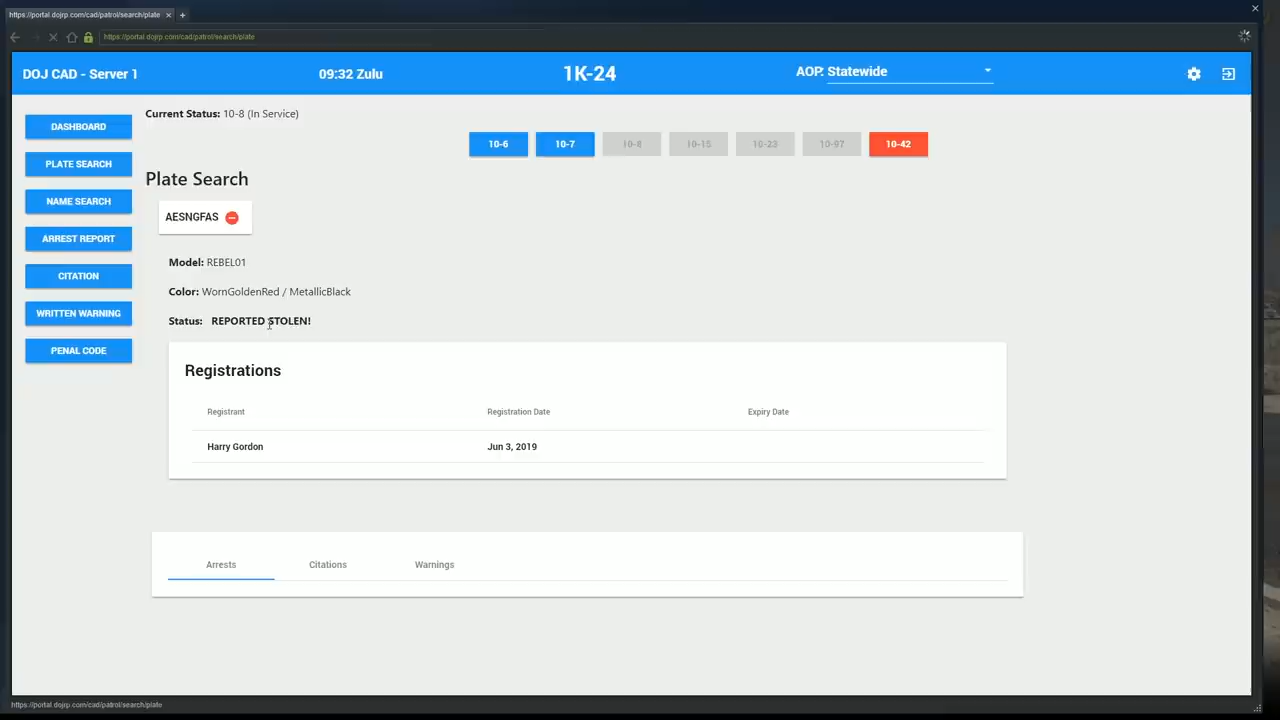 https://portal.dojrp.com/cad/patrol/search/plate
https://portal.dojrp.com/cad/patrol/search/plate
DOJ CAD - Server 1
09:32 Zulu
1K-24
AOP: Statewide
Current Status: 10-8 (In Service)
DASHBOARD
PLATE SEARCH
NAME SEARCH
ARREST REPORT
CITATION
WRITTEN WARNING
PENAL CODE
10-6
10-7
10-8
10-15
10-23
10-97
10-42
Plate Search
AESNGFAS
Model: REBEL01
Color: WornGoldenRed / MetallicBlack
Status: REPORTED STOLEN!
Registrations
Registrant
Registration Date
Expiry Date
Harry Gordon
Jun 3, 2019
Arrests
Citations
Warnings
https://portal.dojrp.com/cad/patrol/search/plate